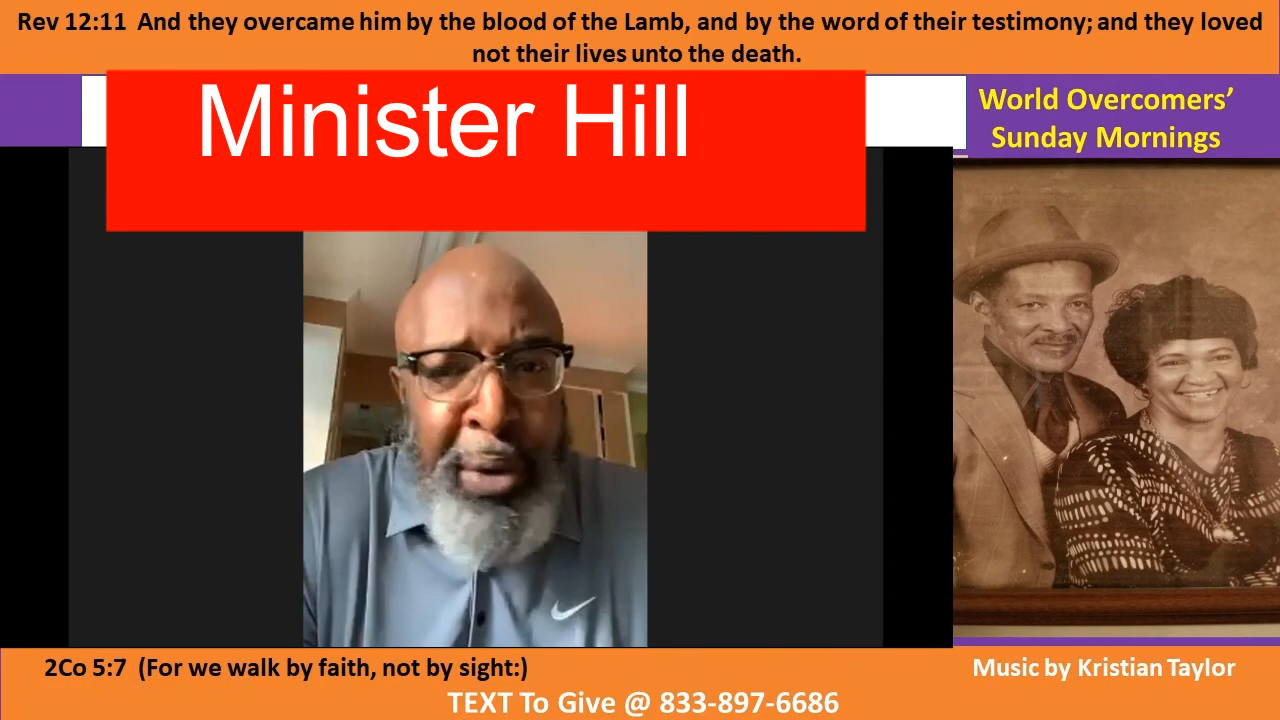 Rev 12:11 And they overcame him by the blood of the Lamb, and by the word of their testimony; and they loved
not their lives unto the death.
Minister Hill
World Overcomers’
Sunday Mornings
2Co 5:7 (For we walk by faith, not by sight:)
Music by Kristian Taylor
TEXT To Give @ 833-897-6686